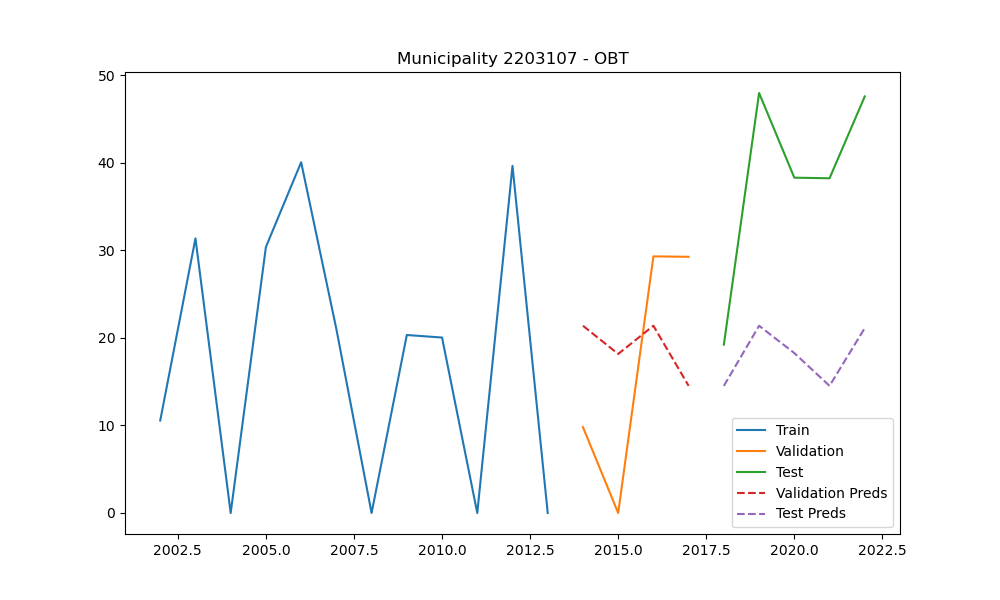 Municipality 2203107 - OBT
50
40
30
20
10
0
2002.5 2005.0 2007.5 2010.0 2012.5 2015.0 2017.5 2020.0 2022.5
Train
Validation
Test
Validation Preds
Test Preds